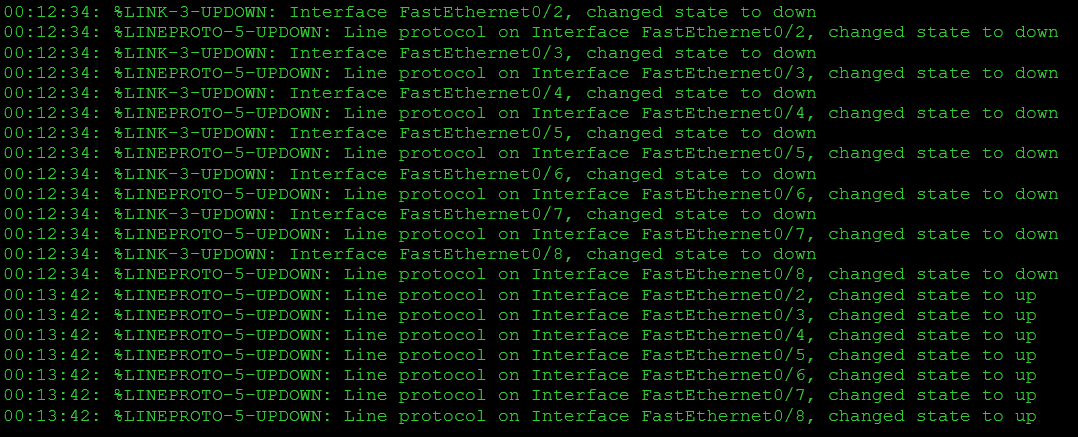 00:12:34: %LINK-3-UPDOWN: Interface FastEthernet0/2, changed state to down
00:12:34: %LINEPROTO-5-UPDOWN: Line protocol on Interface FastEthernet0/2, changed state to down
00:12:34: %LINK-3-UPDOWN: Interface FastEthernet0/3, changed state to down
00:12:34: %LINEPROTO-5-UPDOWN: Line protocol on Interface FastEthernet0/3, changed state to down
00:12:34: %LINK-3-UPDOWN: Interface FastEthernet0/4, changed state to down
00:12:34: %LINEPROTO-5-UPDOWN: Line protocol on Interface FastEthernet0/4, changed state to down
00:12:34: %LINK-3-UPDOWN: Interface FastEthernet0/5, changed state to down
00:12:34: %LINEPROTO-5-UPDOWN: Line protocol on Interface FastEthernet0/5, changed state to down
00:12:34: %LINK-3-UPDOWN: Interface FastEthernet0/6, changed state to down
00:12:34: %LINEPROTO-5-UPDOWN: Line protocol on Interface FastEthernet0/6, changed state to down
00:12:34: %LINK-3-UPDOWN: Interface FastEthernet0/7, changed state to down
00:12:34: %LINEPROTO-5-UPDOWN: Line protocol on Interface FastEthernet0/7, changed state to down
00:12:34: %LINK-3-UPDOWN: Interface FastEthernet0/8, changed state to down
00:12:34: %LINEPROTO-5-UPDOWN: Line protocol on Interface FastEthernet0/8, changed state to down
00:13:42: %LINEPROTO-5-UPDOWN: Line protocol on Interface FastEthernet0/2, changed state to up
00:13:42: %LINEPROTO-5-UPDOWN: Line protocol on Interface FastEthernet0/3, changed state to up
00:13:42: %LINEPROTO-5-UPDOWN: Line protocol on Interface FastEthernet0/4, changed state to up
00:13:42: %LINEPROTO-5-UPDOWN: Line protocol on Interface FastEthernet0/5, changed state to up
00:13:42: %LINEPROTO-5-UPDOWN: Line protocol on Interface FastEthernet0/6, changed state to up
00:13:42: %LINEPROTO-5-UPDOWN: Line protocol on Interface FastEthernet0/7, changed state to up
00:13:42: %LINEPROTO-5-UPDOWN: Line protocol on Interface FastEthernet0/8, changed state to up